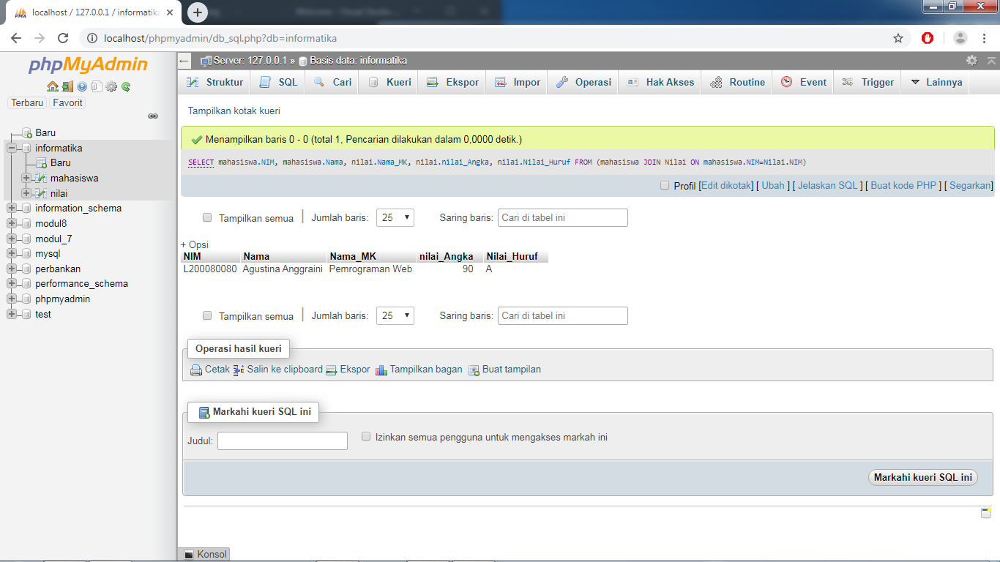 localhost / 127.0.0.1 / informatika
localhost/phpmyadmin/db_sql.php?db=informatika
phpMyAdmin
Terbaru Favorit
Baru
informatika
Baru
mahasiswa
nilai
information_schema
modul8
modul_7
mysql
perbankan
performance_schema
phpmyadmin
test
Server: 127.0.0.1 » Basis data: informatika
Struktur SQL Cari Kueri Ekspor Impor Operasi Hak Akses Routine Event Trigger Lainnya
Tampilkan kotak kueri
Menampilkan baris 0 - 0 (total 1, Pencarian dilakukan dalam 0,0000 detik.)
SELECT mahasiswa.NIM, mahasiswa.Nama, nilai.Nama_MK, nilai.nilai_Angka, nilai.Nilai_Huruf FROM (mahasiswa JOIN Nilai ON mahasiswa.NIM=Nilai.NIM)
Profil [Edit dikotak] [ Ubah ] [ Jelaskan SQL ] [ Buat kode PHP ] [ Segarkan]
Tampilkan semua | Jumlah baris: 25 Saring baris: Cari di tabel ini
+ Opsi
NIM Nama Nama_MK nilai_Angka Nilai_Huruf
L200080080 Agustina Anggraini Pemrograman Web 90 A
Tampilkan semua | Jumlah baris: 25 Saring baris: Cari di tabel ini
Operasi hasil kueri
Cetak Salin ke clipboard Ekspor Tampilkan bagan Buat tampilan
Markahi kueri SQL ini
Judul: Izinkan semua pengguna untuk mengakses markah ini
Markahi kueri SQL ini
Konsol